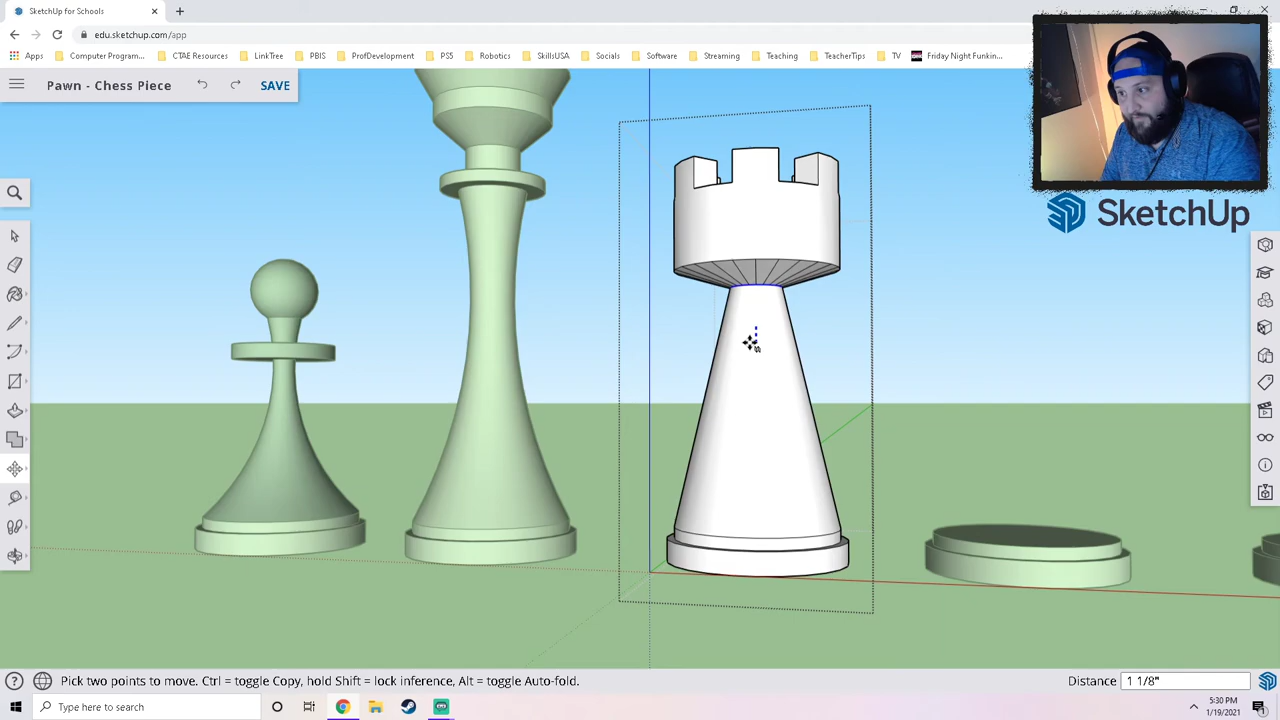 SketchUp for Schools
edu.sketchup.com/app
Apps Computer Program... CTAE Resources LinkTree PBIS ProfDevelopment PS5 Robotics SkillsUSA Socials Software Streaming Teaching TeacherTips TV Friday Night Funkin...
Pawn - Chess Piece SAVE
SketchUp
Pick two points to move. Ctrl = toggle Copy, hold Shift = lock inference, Alt = toggle Auto-fold.
Distance 1 1/8"
Type here to search
5:30 PM
1/19/2021